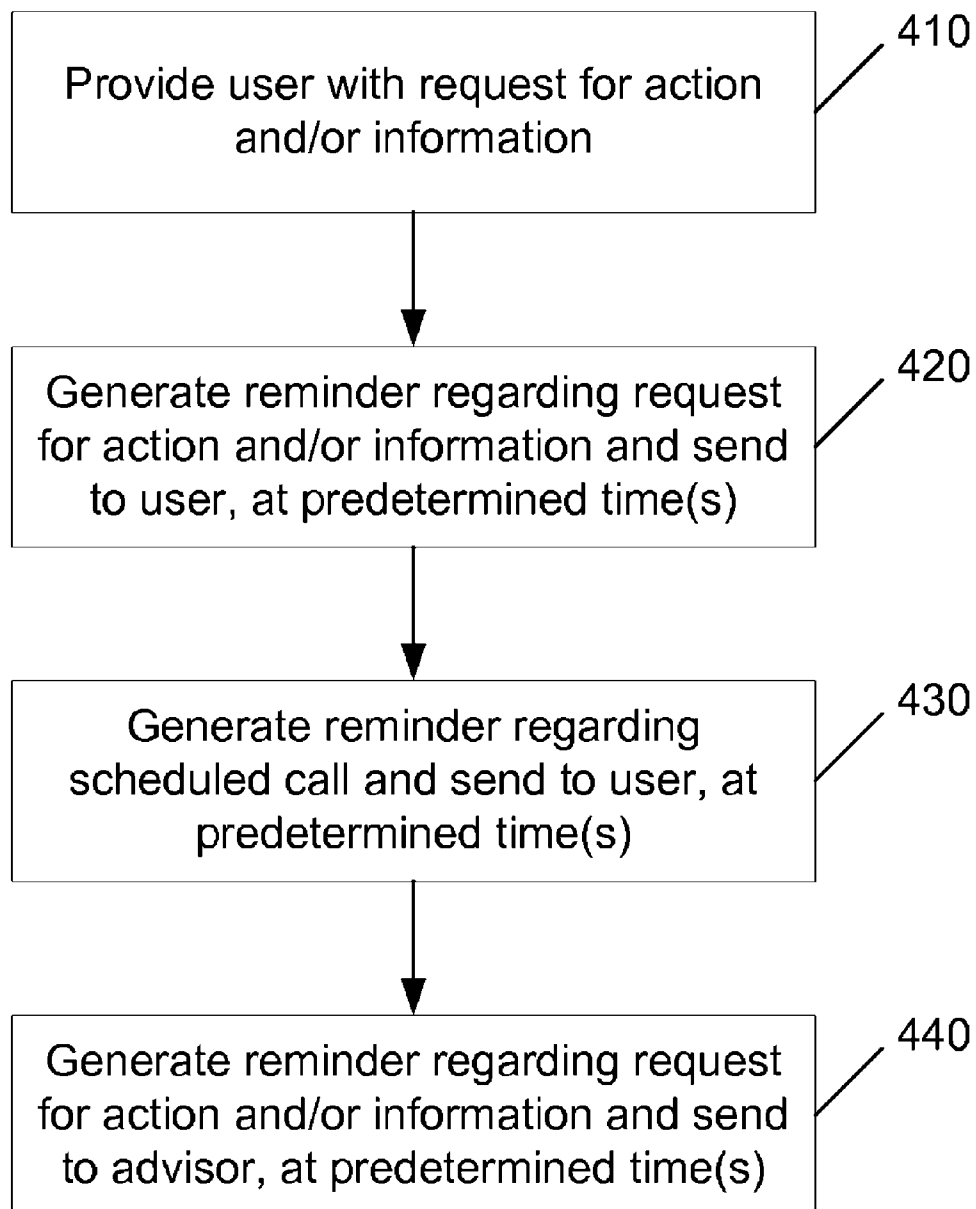 410
Provide user with request for action
and/or information
420
Generate reminder regarding request
for action and/or information and send
to user, at predetermined time(s)
430
Generate reminder regarding
scheduled call and send to user, at
predetermined time(s)
440
Generate reminder regarding request
for action and/or information and send
to advisor, at predetermined time(s)